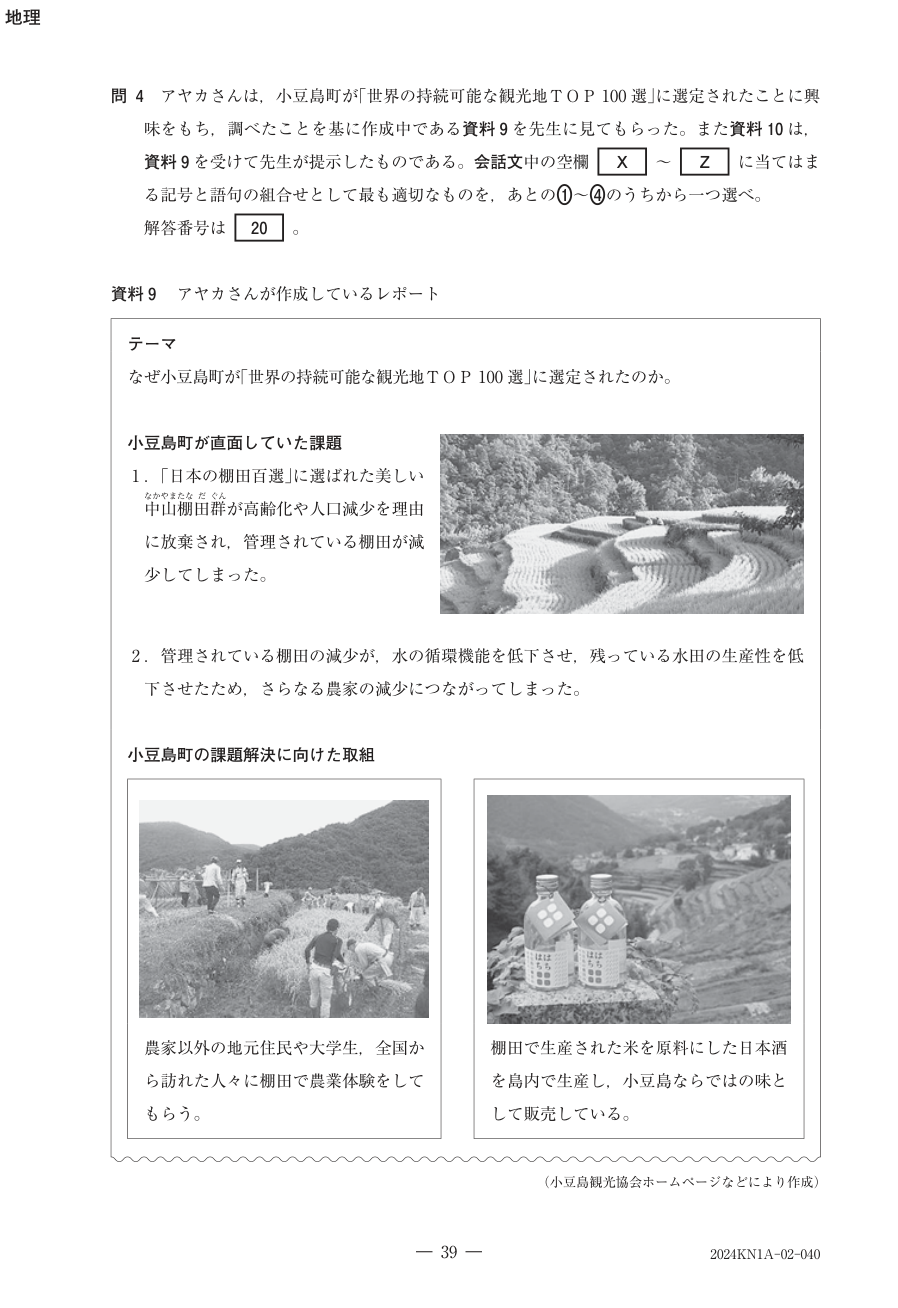 地理
問 4 アヤカさんは，小豆島町が「世界の持続可能な観光地ＴＯＰ 100 選」に選定されたことに興
味をもち，調べたことを基に作成中である資料 9 を先生に見てもらった。また資料 10 は，
資料 9 を受けて先生が提示したものである。会話文中の空欄 X ～ Z に当てはま
る記号と語句の組合せとして最も適切なものを，あとの①～④のうちから一つ選べ。
解答番号は 20 。
資料 9 アヤカさんが作成しているレポート
テーマ
なぜ小豆島町が「世界の持続可能な観光地ＴＯＰ 100 選」に選定されたのか。
小豆島町が直面していた課題
１．「日本の棚田百選」に選ばれた美しい
なかやまたな だ ぐん
中山棚田群が高齢化や人口減少を理由
に放棄され，管理されている棚田が減
少してしまった。
２．管理されている棚田の減少が，水の循環機能を低下させ，残っている水田の生産性を低
下させたため，さらなる農家の減少につながってしまった。
小豆島町の課題解決に向けた取組
農家以外の地元住民や大学生，全国か
ら訪れた人々に棚田で農業体験をして
もらう。
棚田で生産された米を原料にした日本酒
を島内で生産し，小豆島ならではの味と
して販売している。
（小豆島観光協会ホームページなどにより作成）
― 39 ―
2024KN1A-02-040